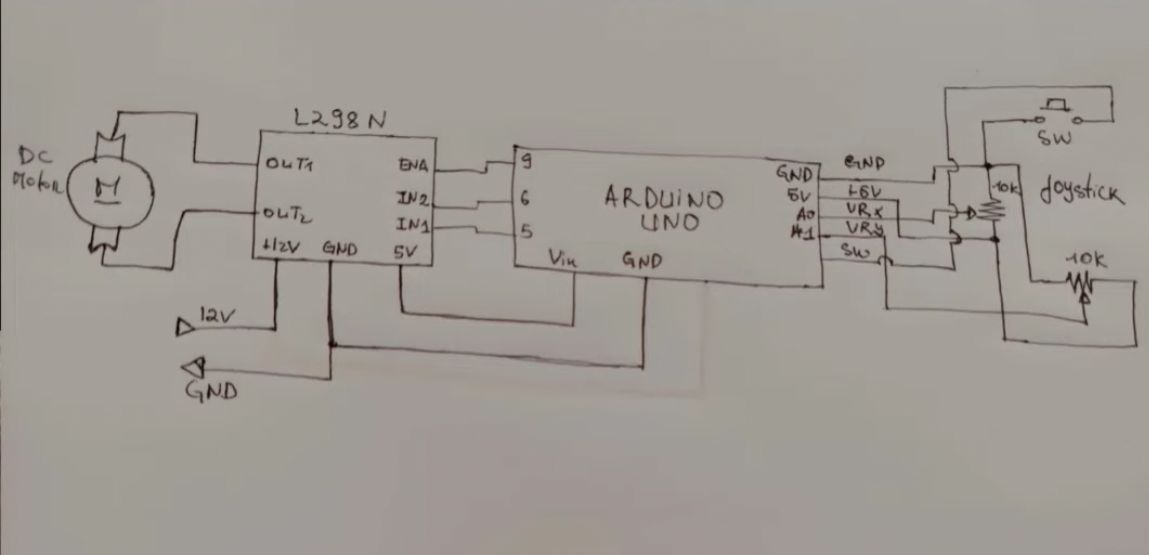 L298N
DC
Motor
M
OUT1
OUT2
+12V
GND
5V
ENA
IN2
IN1
12V
GND
9
6
5
ARDUiNO
UNO
Vin
GND
GND
5V
A0
A1
GND
+5V
VRx
VRy
SW
SW
10K
Joystick
10K